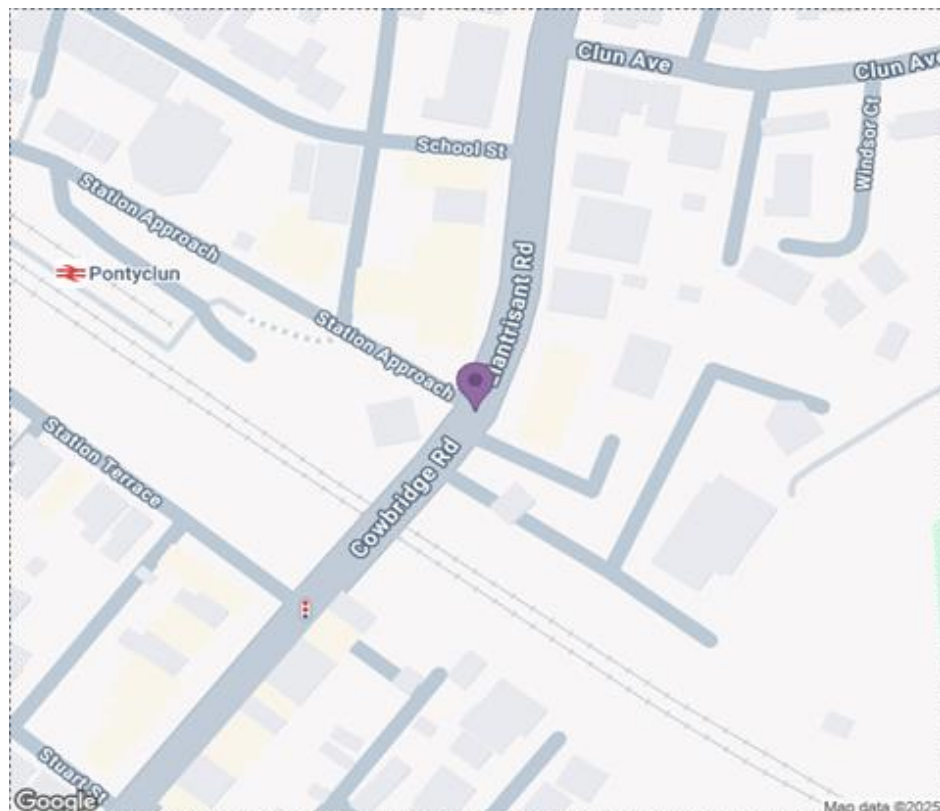 Clun Ave
Clun Ave
School St
Windsor Ct
Station Approach
Pontyclun
Llantrisant Rd
Station Approach
Station Terrace
Cowbridge Rd
Stuart St
Google
Map data ©2025